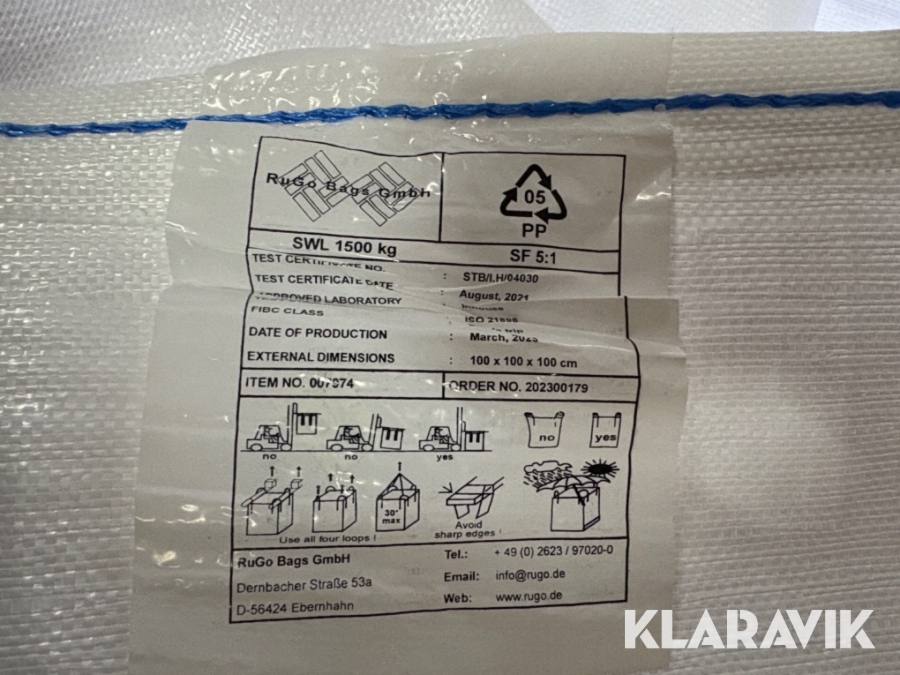 RuGo Bags GmbH
05
PP
SWL 1500 kg
SF 5:1
TEST CERTIFICATE NO. : STB/I.H/04030
TEST CERTIFICATE DATE : August, 2021
APPROVED LABORATORY
FIBC CLASS ISO 21898
DATE OF PRODUCTION : March, 2023
EXTERNAL DIMENSIONS : 100 x 100 x 100 cm
ITEM NO. 007874
ORDER NO. 202300179
no no yes no yes
30°
max
Use all four loops !
Avoid
sharp edges !
RuGo Bags GmbH
Dernbacher Straße 53a
D-56424 Ebernhahn
Tel.: + 49 (0) 2623 / 97020-0
Email: info@rugo.de
Web: www.rugo.de
KLARAVIK